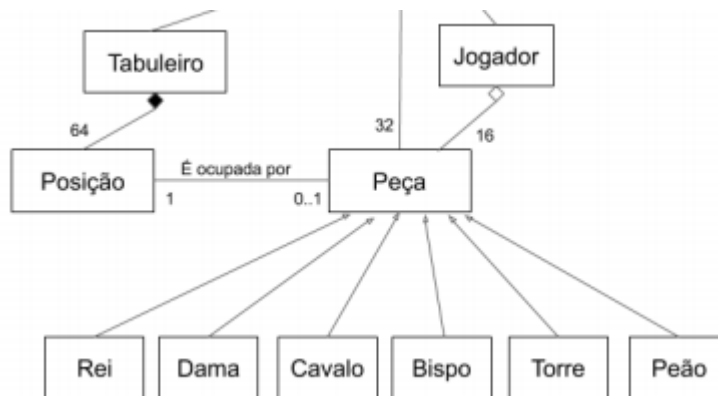 Tabuleiro
Jogador
64
32
16
Posição
É ocupada por
Peça
1
0..1
Rei
Dama
Cavalo
Bispo
Torre
Peão